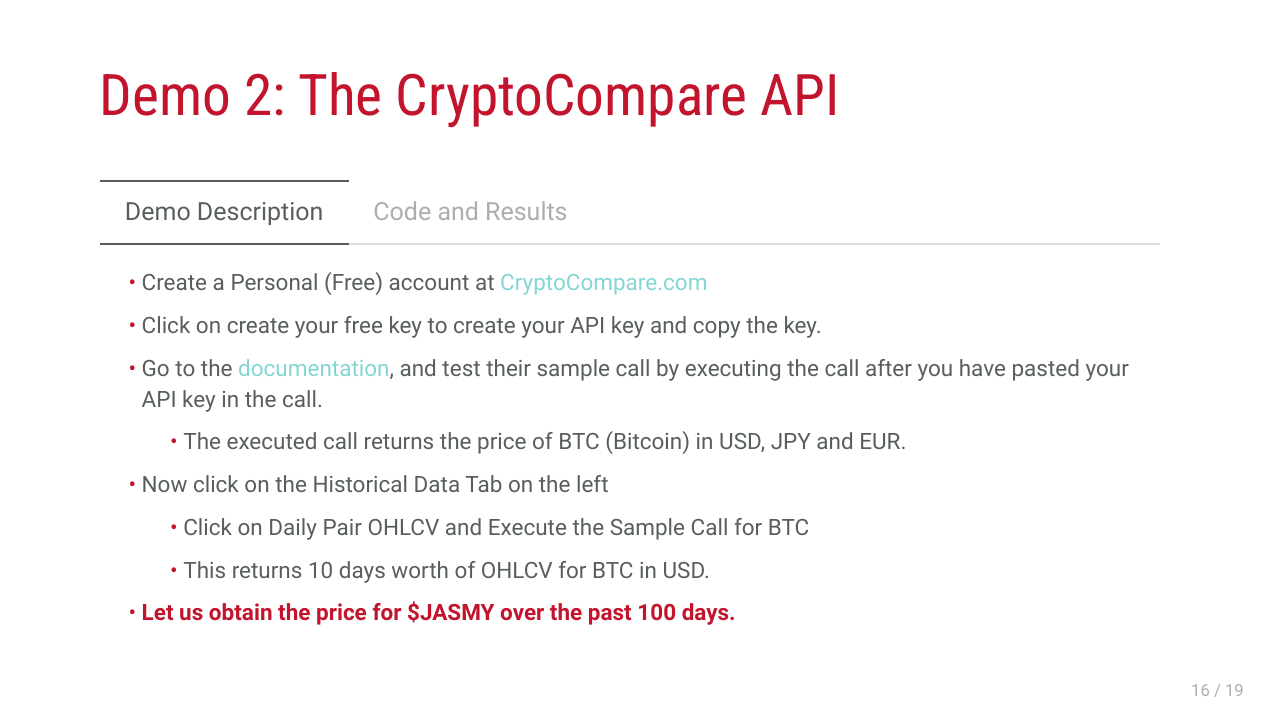 Demo 2: The CryptoCompare API
Demo Description
Code and Results
• Create a Personal (Free) account at CryptoCompare.com
• Click on create your free key to create your API key and copy the key.
• Go to the documentation, and test their sample call by executing the call after you have pasted your
API key in the call.
• The executed call returns the price of BTC (Bitcoin) in USD, JPY and EUR.
• Now click on the Historical Data Tab on the left
• Click on Daily Pair OHLCV and Execute the Sample Call for BTC
• This returns 10 days worth of OHLCV for BTC in USD.
• Let us obtain the price for $JASMY over the past 100 days.
16 / 19